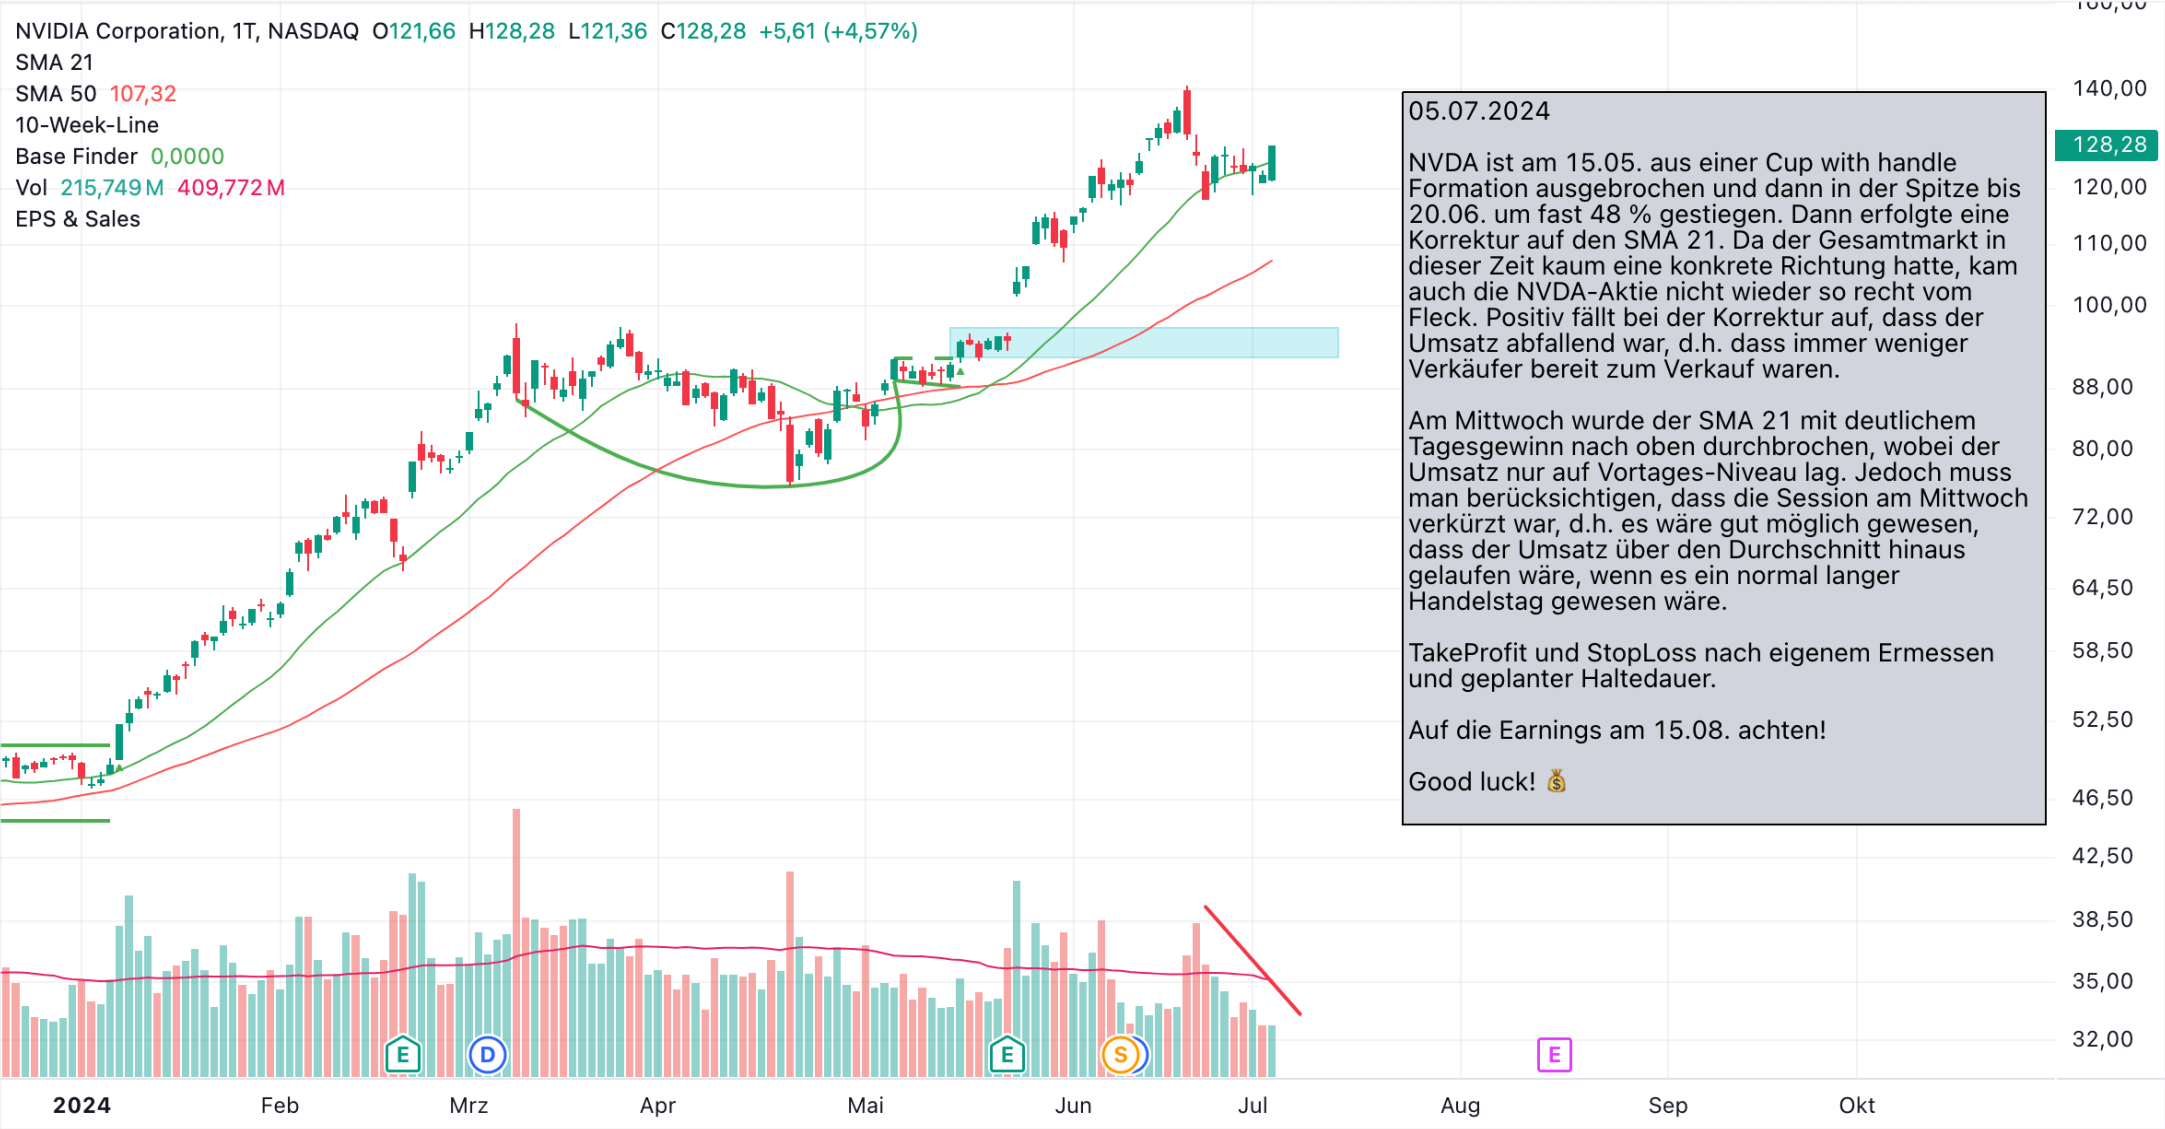 NVIDIA Corporation, 1T, NASDAQ O121,66 H128,28 L121,36 C128,28 +5,61 (+4,57%)
SMA 21
SMA 50 107,32
10-Week-Line
Base Finder 0,0000
Vol 215,749 M 409,772 M
EPS & Sales
05.07.2024
NVDA ist am 15.05. aus einer Cup with handle
Formation ausgebrochen und dann in der Spitze bis
20.06. um fast 48 % gestiegen. Dann erfolgte eine
Korrektur auf den SMA 21. Da der Gesamtmarkt in
dieser Zeit kaum eine konkrete Richtung hatte, kam
auch die NVDA-Aktie nicht wieder so recht vom
Fleck. Positiv fällt bei der Korrektur auf, dass der
Umsatz abfallend war, d.h. dass immer weniger
Verkäufer bereit zum Verkauf waren.
Am Mittwoch wurde der SMA 21 mit deutlichem
Tagesgewinn nach oben durchbrochen, wobei der
Umsatz nur auf Vortages-Niveau lag. Jedoch muss
man berücksichtigen, dass die Session am Mittwoch
verkürzt war, d.h. es wäre gut möglich gewesen,
dass der Umsatz über den Durchschnitt hinaus
gelaufen wäre, wenn es ein normal langer
Handelstag gewesen wäre.
TakeProfit und StopLoss nach eigenem Ermessen
und geplanter Haltedauer.
Auf die Earnings am 15.08. achten!
Good luck! 💰
160,00
140,00
128,28
120,00
110,00
100,00
88,00
80,00
72,00
64,50
58,50
52,50
46,50
42,50
38,50
35,00
32,00
E D E S E
2024 Feb Mrz Apr Mai Jun Jul Aug Sep Okt